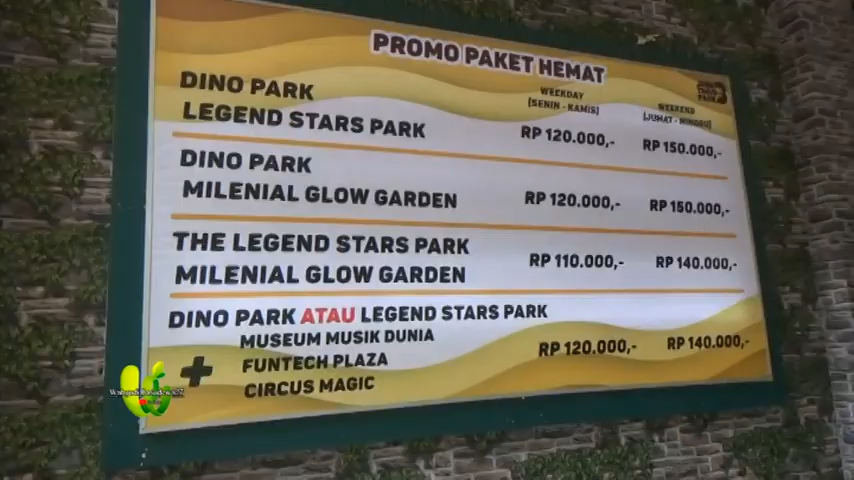 PROMO PAKET HEMAT
WEEKDAY
(SENIN - KAMIS)
WEEKEND
(JUMAT - MINGGU)
DINO PARK
LEGEND STARS PARK
RP 120.000,-
RP 150.000,-
DINO PARK
MILENIAL GLOW GARDEN
RP 120.000,-
RP 150.000,-
THE LEGEND STARS PARK
MILENIAL GLOW GARDEN
RP 110.000,-
RP 140.000,-
DINO PARK ATAU LEGEND STARS PARK
+
MUSEUM MUSIK DUNIA
FUNTECH PLAZA
CIRCUS MAGIC
RP 120.000,-
RP 140.000,-